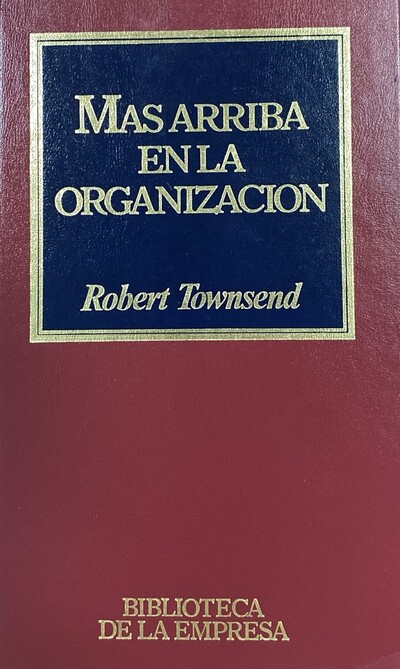 MAS ARRIBA
EN LA
ORGANIZACION
Robert Townsend
BIBLIOTECA
DE LA EMPRESA